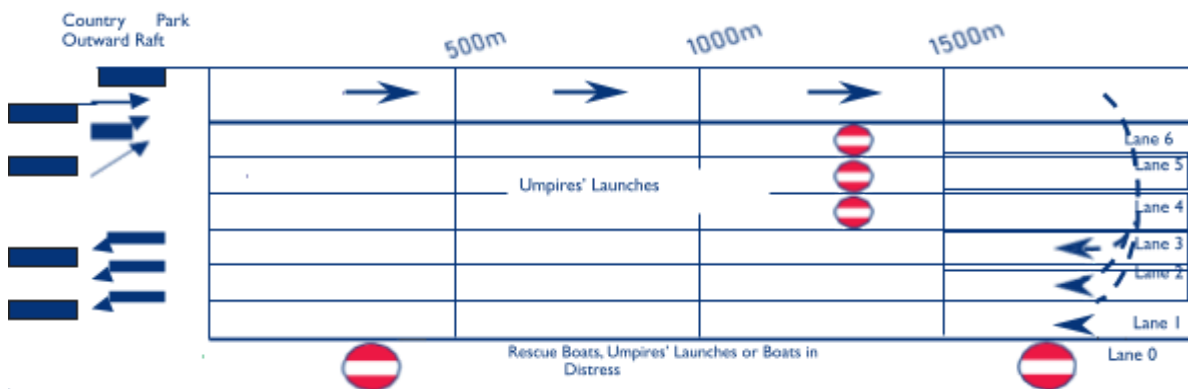 Country Park
Outward Raft
500m
1000m
1500m
Lane 6
Lane 5
Umpires' Launches
Lane 4
Lane 3
Lane 2
Lane 1
Rescue Boats, Umpires' Launches or Boats in
Distress
Lane 0